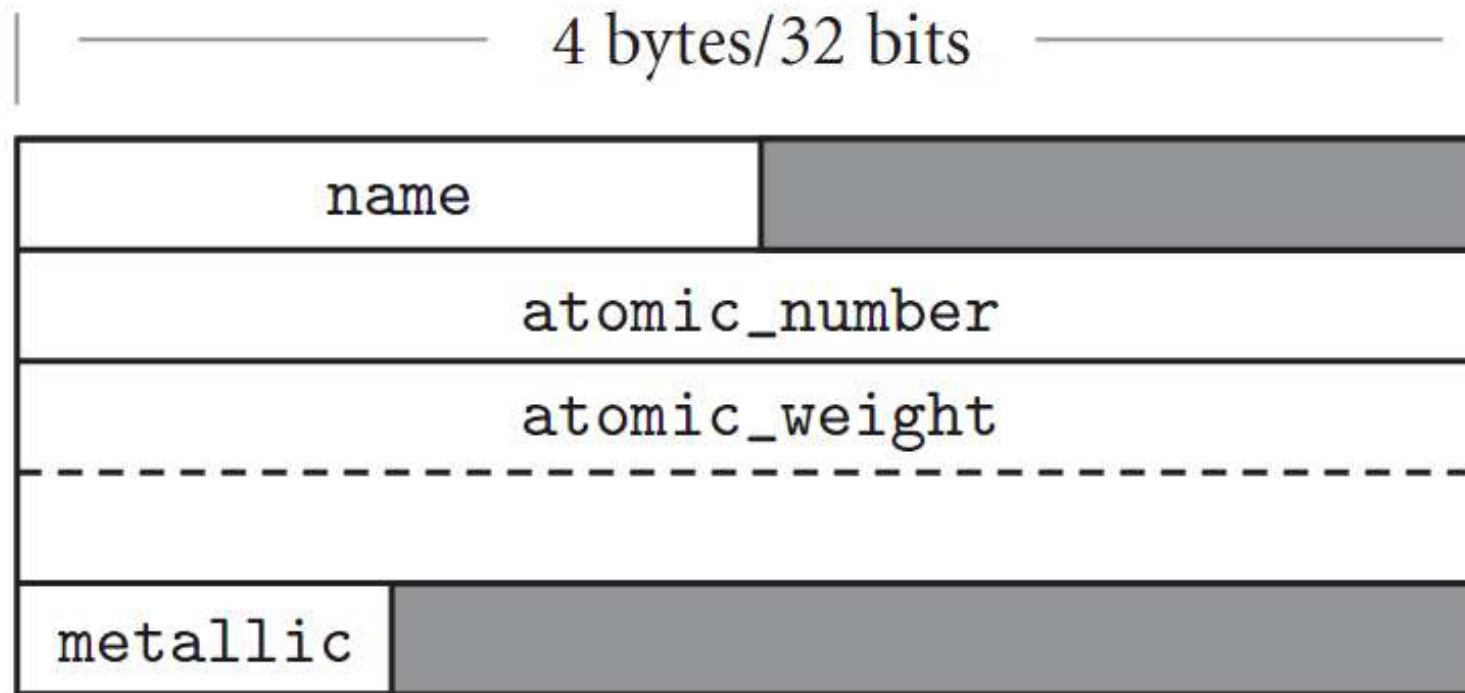 4 bytes/32 bits
name
atomic_number
atomic_weight
metallic